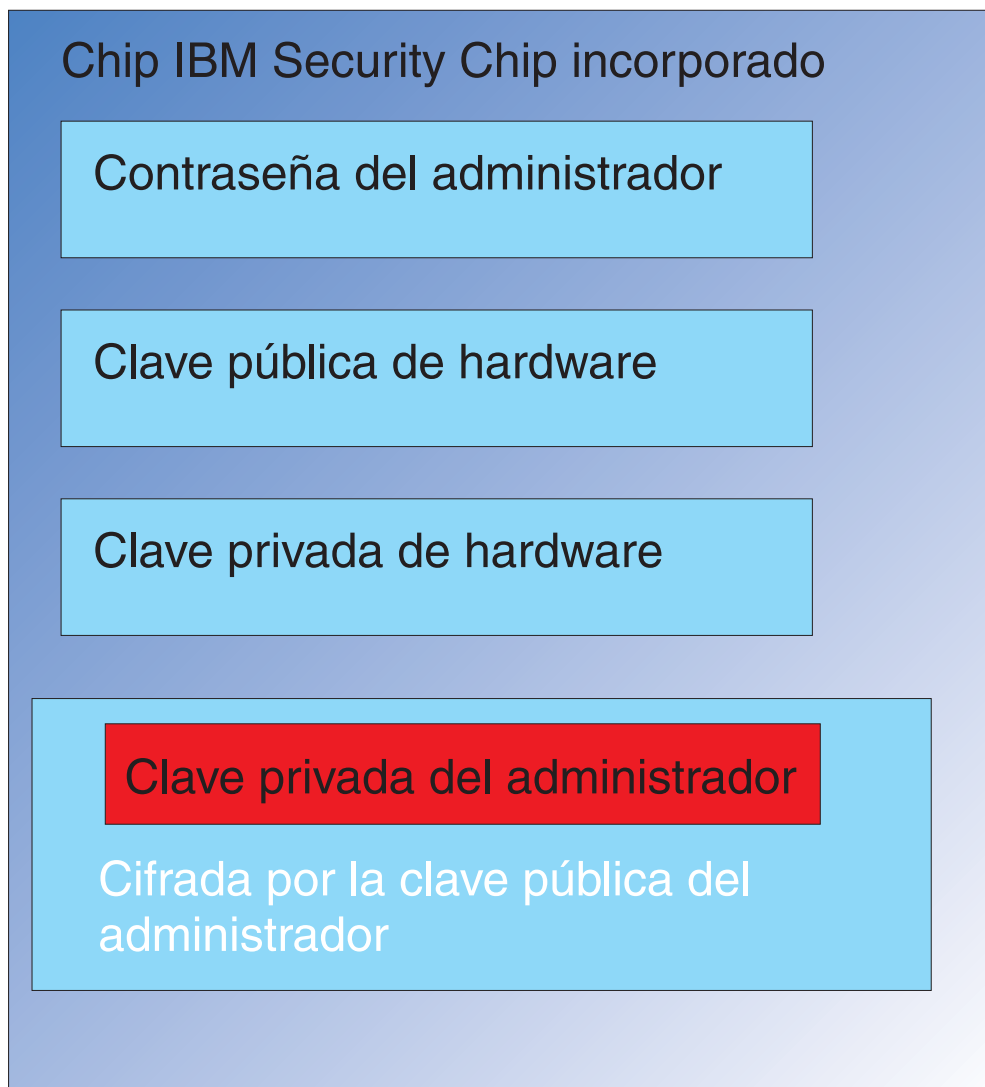 Chip IBM Security Chip incorporado
Contraseña del administrador
Clave pública de hardware
Clave privada de hardware
Clave privada del administrador
Cifrada por la clave pública del
administrador